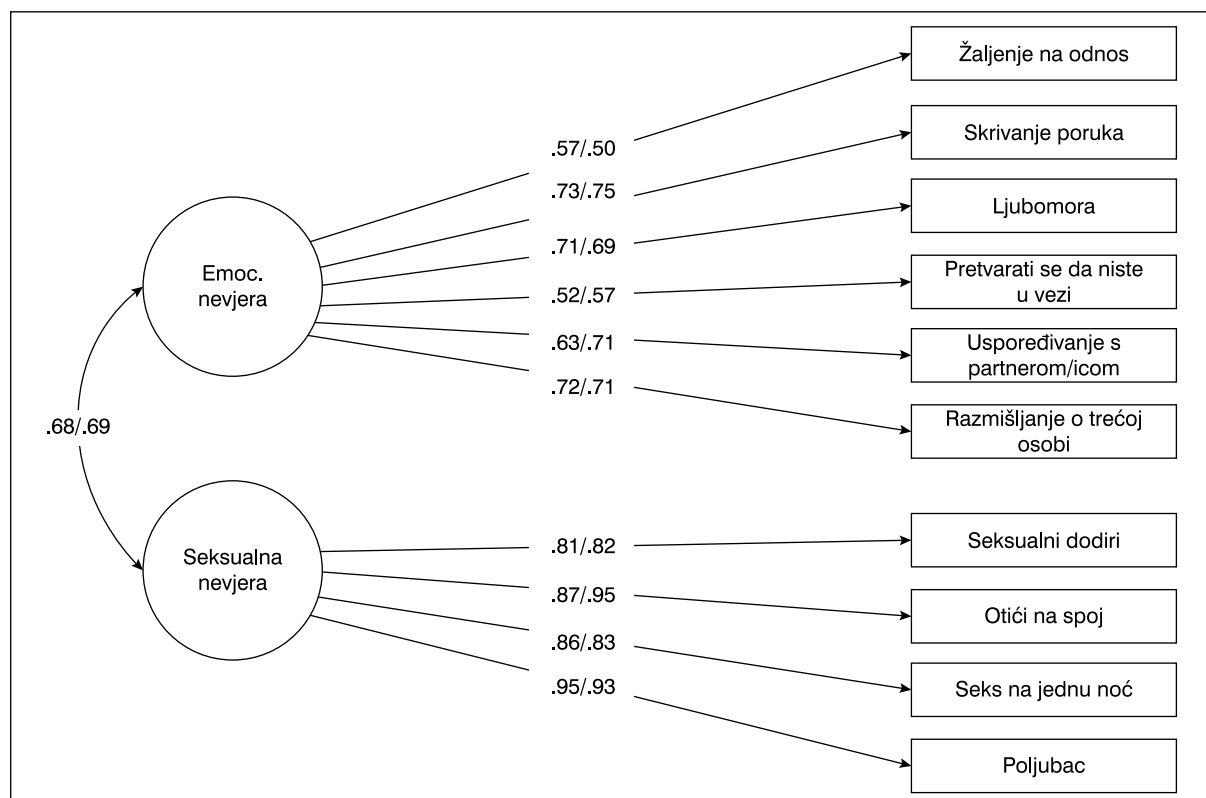 Žaljenje na odnos
.57/.50
Skrivanje poruka
.73/.75
Ljubomora
.71/.69
Emoc.
nevjera
Pretvarati se da niste
u vezi
.52/.57
Uspoređivanje s
partnerom/icom
.63/.71
Razmišljanje o trećoj
osobi
.72/.71
.68/.69
Seksualna
nevjera
Seksualni dodiri
.81/.82
Otići na spoj
.87/.95
Seks na jednu noć
.86/.83
Poljubac
.95/.93